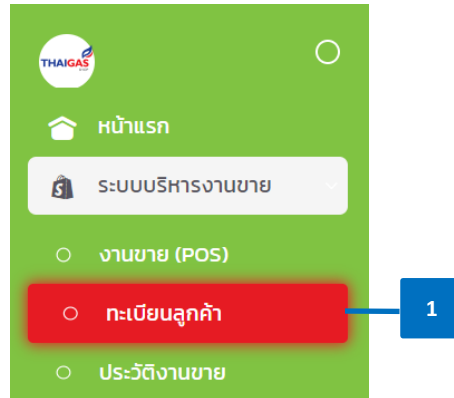 THAIGAS
หน้าแรก
ระบบบริหารงานขาย
งานขาย (POS)
ทะเบียนลูกค้า
1
ประวัติงานขาย